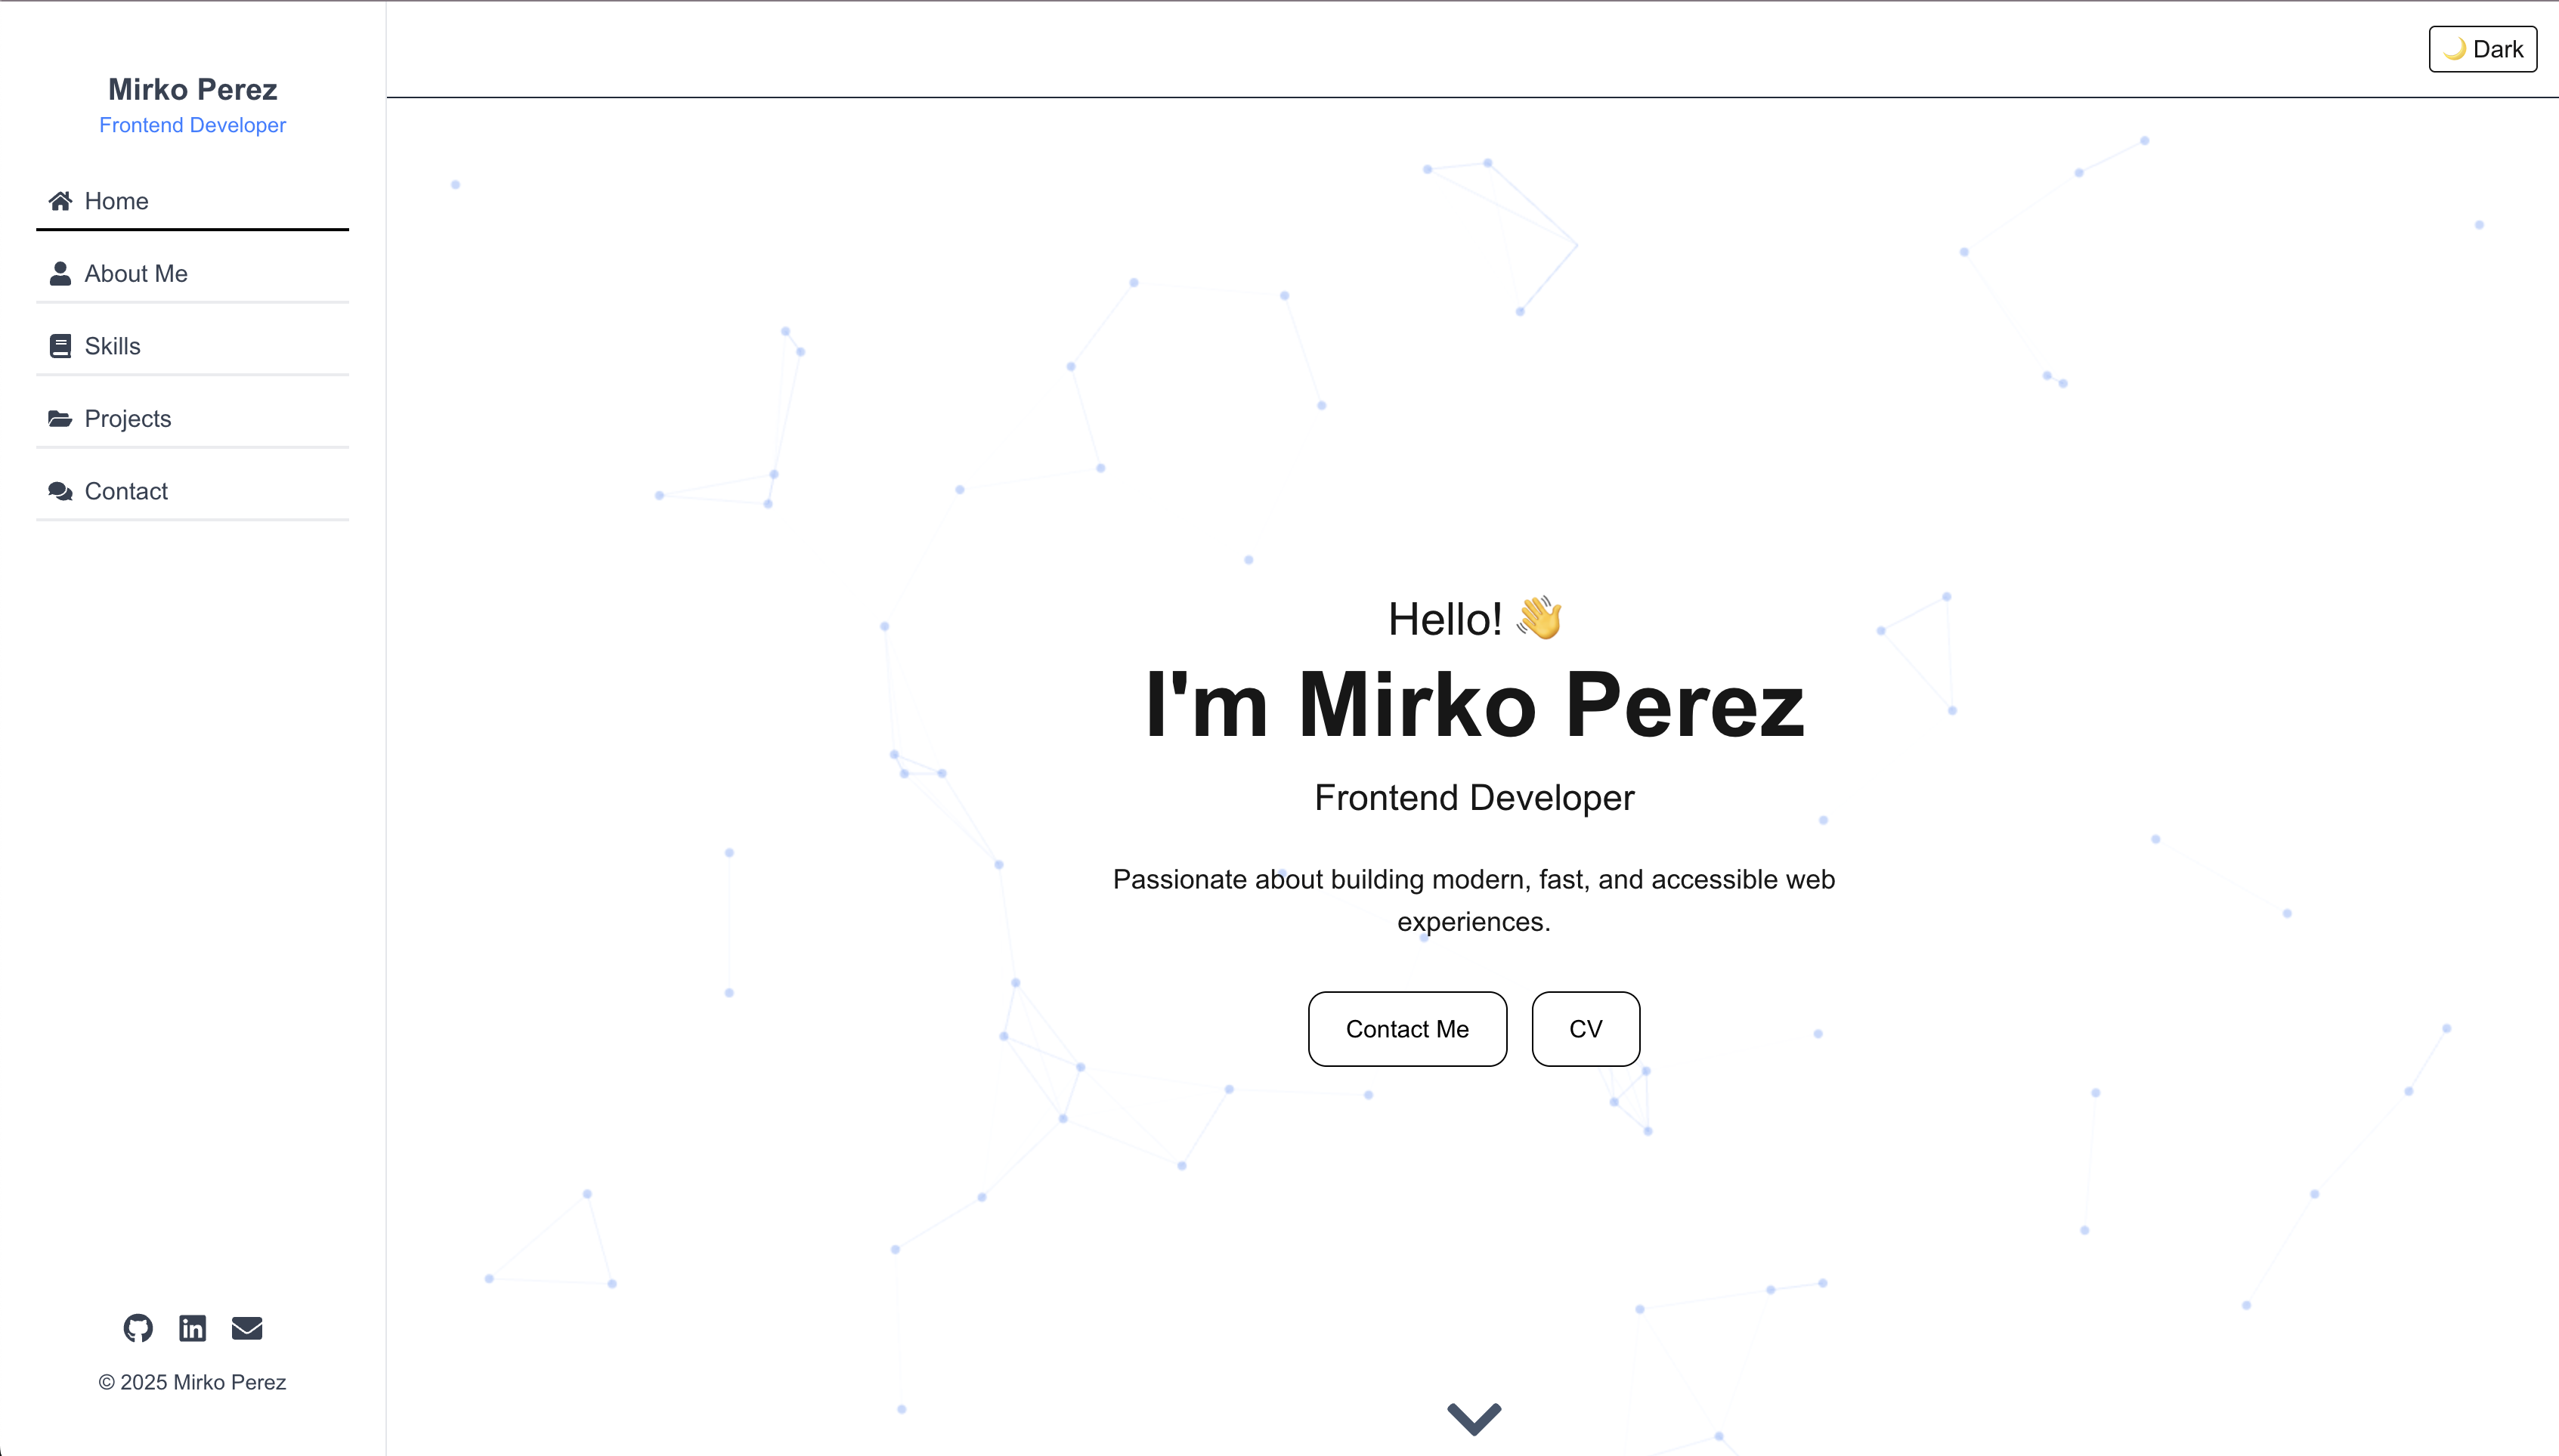 Mirko Perez
Frontend Developer
Home
About Me
Skills
Projects
Contact
© 2025 Mirko Perez
🌙 Dark
Hello! 👋
I'm Mirko Perez
Frontend Developer
Passionate about building modern, fast, and accessible web
experiences.
Contact Me
CV